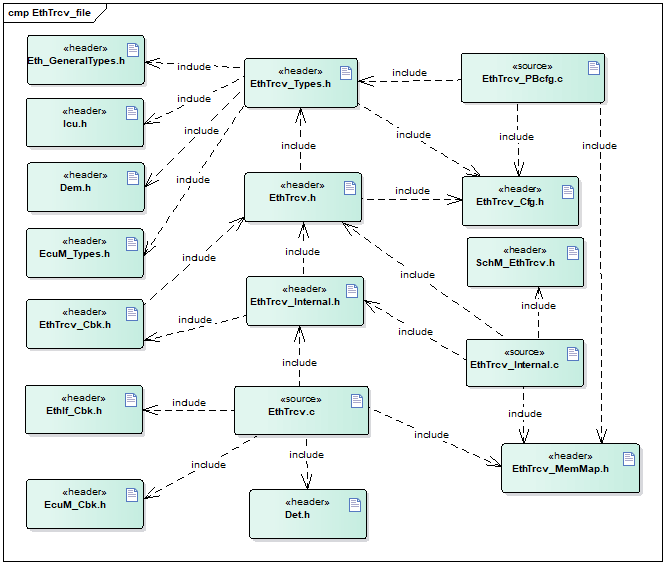 cmp EthTrcv_file
«header»
Eth_GeneralTypes.h
include
«header»
EthTrcv_Types.h
include
«source»
EthTrcv_PBcfg.c
«header»
Icu.h
include
include
include
include
include
«header»
Dem.h
include
include
«header»
EthTrcv.h
include
«header»
EthTrcv_Cfg.h
«header»
EcuM_Types.h
include
include
include
«header»
SchM_EthTrcv.h
«header»
EthTrcv_Cbk.h
include
«header»
EthTrcv_Internal.h
include
include
include
«source»
EthTrcv_Internal.c
«header»
EthIf_Cbk.h
include
«source»
EthTrcv.c
include
include
include
include
«header»
EthTrcv_MemMap.h
«header»
EcuM_Cbk.h
«header»
Det.h